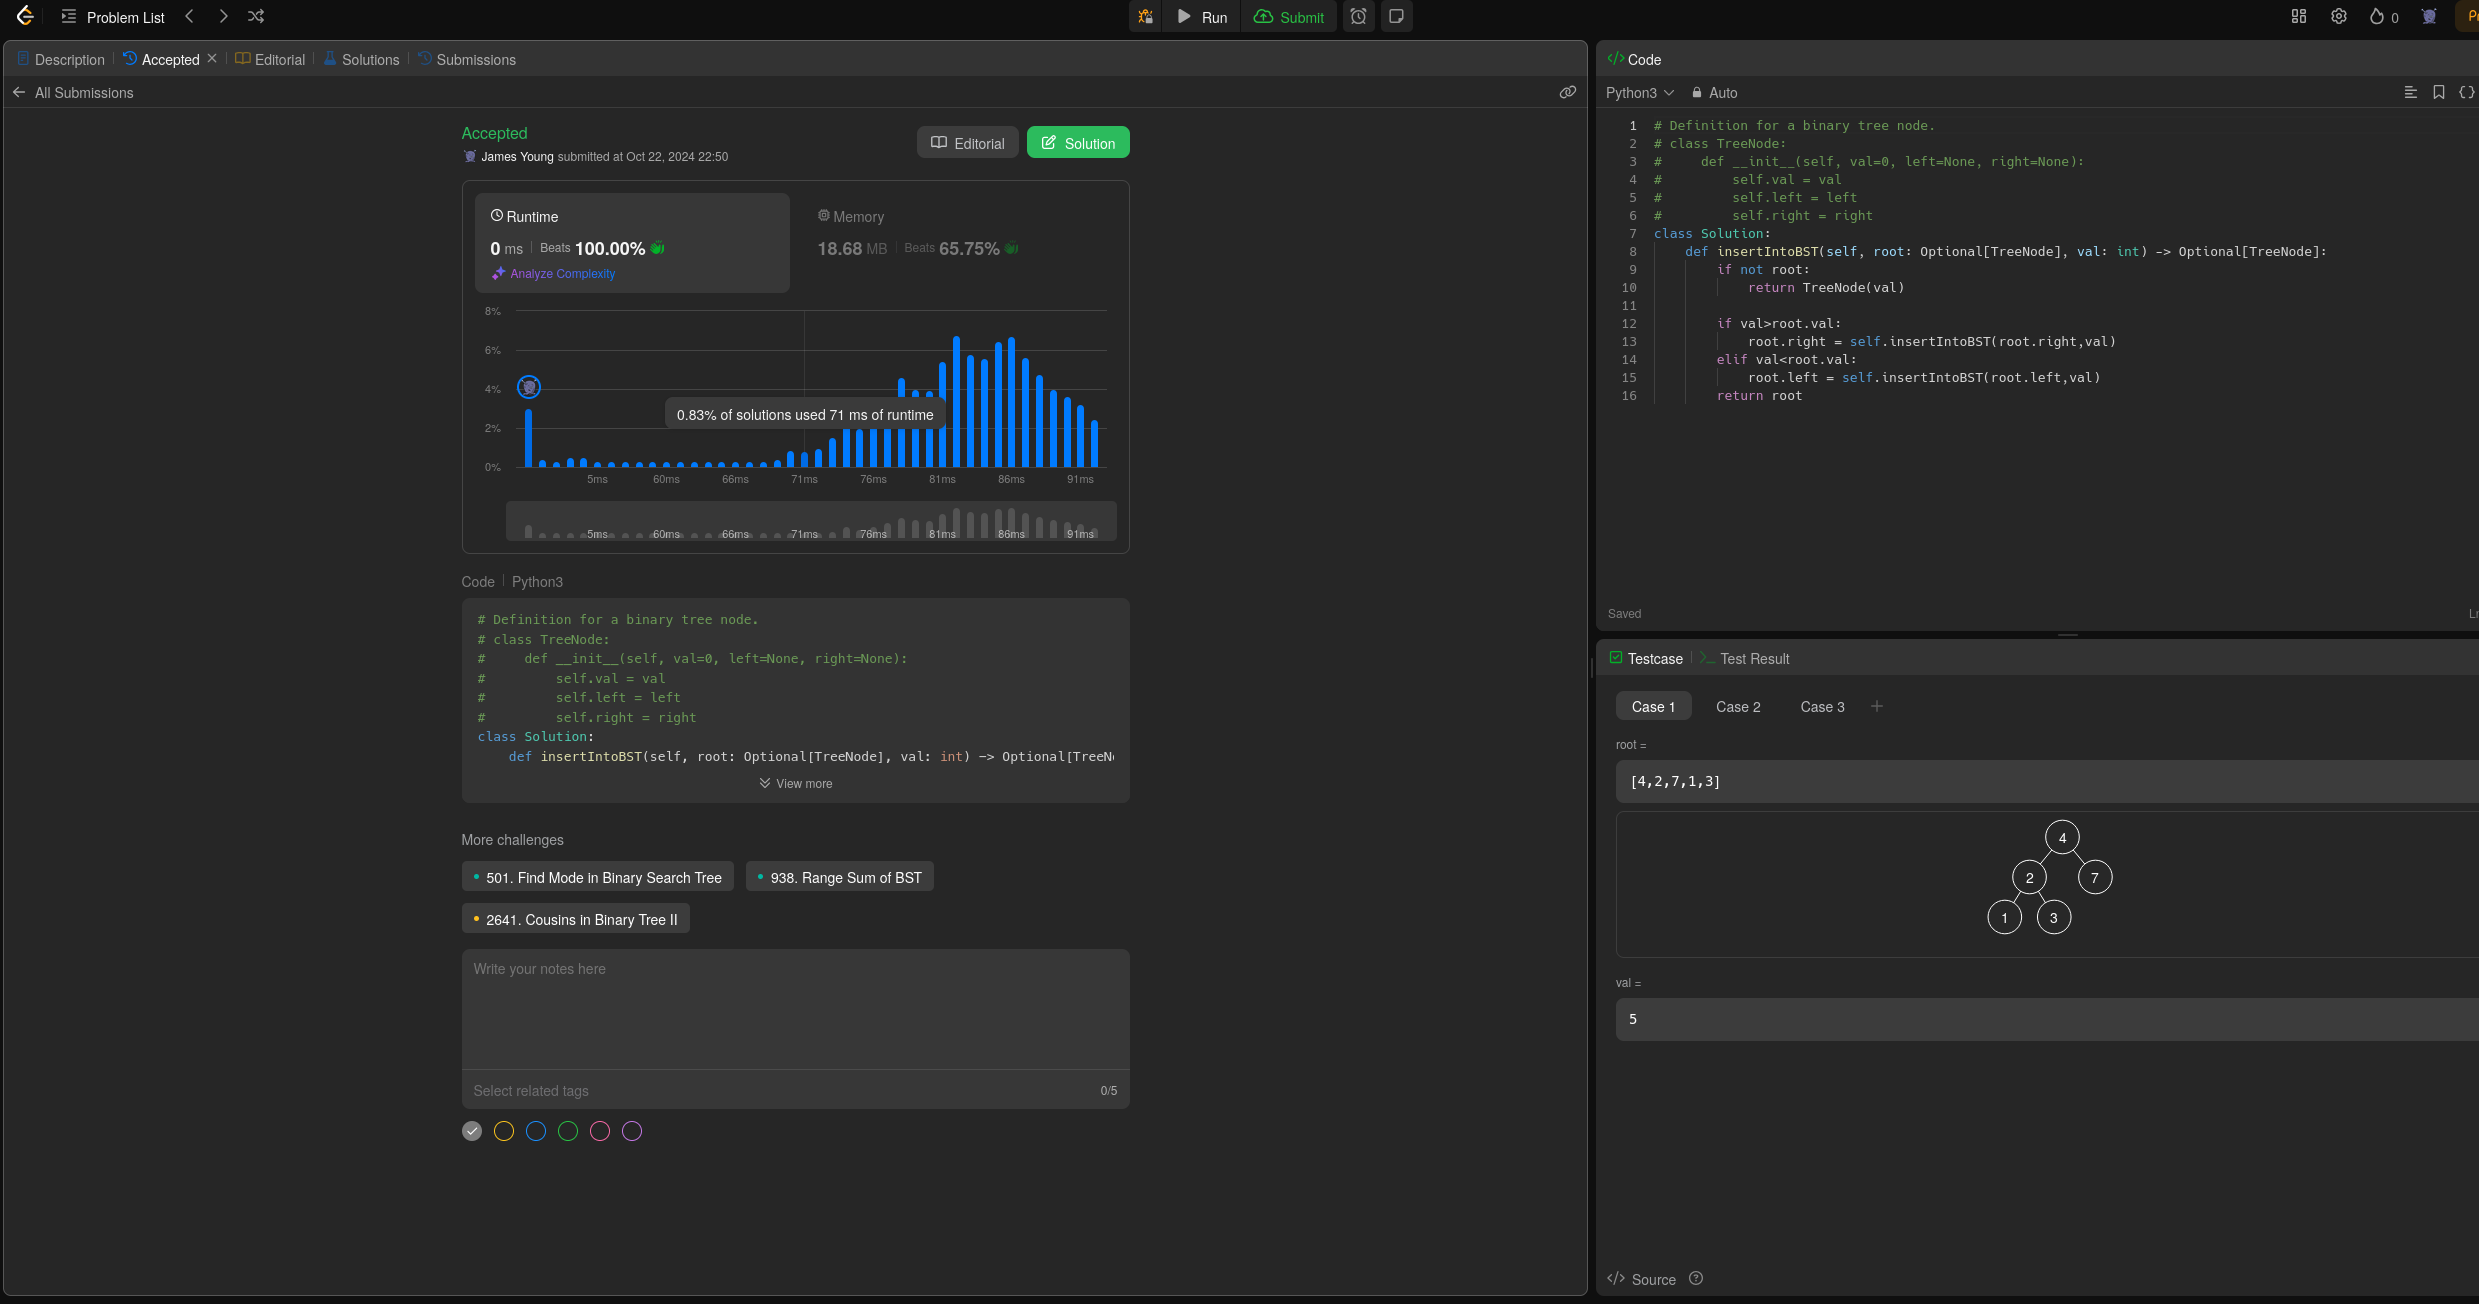 Problem List
Run
Submit
0
Description
Accepted
Editorial
Solutions
Submissions
All Submissions
Accepted
James Young submitted at Oct 22, 2024 22:50
Editorial
Solution
Runtime
0 ms
Beats 100.00%
Analyze Complexity
Memory
18.68 MB
Beats 65.75%
8%
6%
4%
2%
0%
0.83% of solutions used 71 ms of runtime
5ms 60ms 66ms 71ms 76ms 81ms 86ms 91ms
5ms 60ms 66ms 71ms 76ms 81ms 86ms 91ms
Code
Python3
# Definition for a binary tree node.
# class TreeNode:
#     def __init__(self, val=0, left=None, right=None):
#         self.val = val
#         self.left = left
#         self.right = right
class Solution:
    def insertIntoBST(self, root: Optional[TreeNode], val: int) -> Optional[TreeN
View more
More challenges
501. Find Mode in Binary Search Tree
938. Range Sum of BST
2641. Cousins in Binary Tree II
Write your notes here
Select related tags
0/5
Code
Python3
Auto
1 # Definition for a binary tree node.
2 # class TreeNode:
3 #     def __init__(self, val=0, left=None, right=None):
4 #         self.val = val
5 #         self.left = left
6 #         self.right = right
7 class Solution:
8     def insertIntoBST(self, root: Optional[TreeNode], val: int) -> Optional[TreeNode]:
9         if not root:
10             return TreeNode(val)
11
12         if val>root.val:
13             root.right = self.insertIntoBST(root.right,val)
14         elif val<root.val:
15             root.left = self.insertIntoBST(root.left,val)
16         return root
Saved
Testcase
Test Result
Case 1
Case 2
Case 3
root =
[4,2,7,1,3]
4
2 7
1 3
val =
5
Source